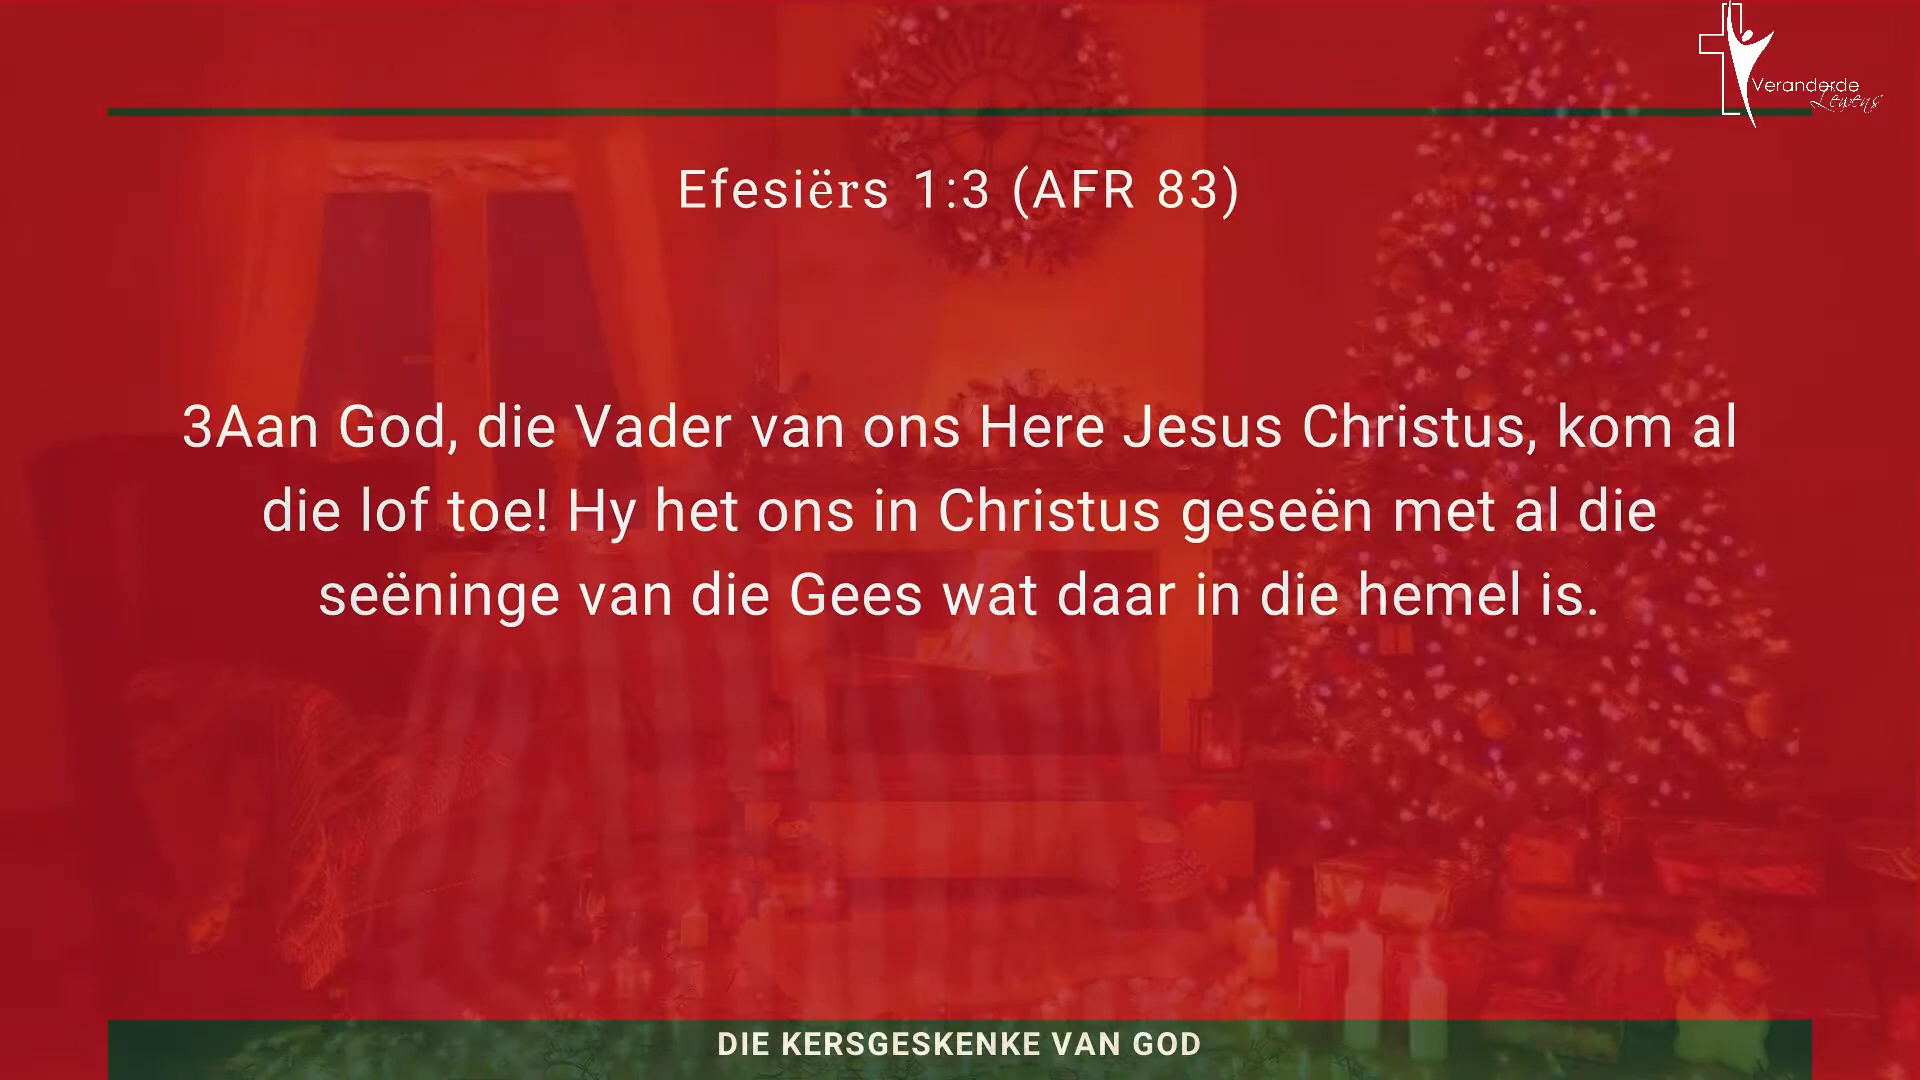 Veranderde
Lewens
Efesiërs 1:3 (AFR 83)
3Aan God, die Vader van ons Here Jesus Christus, kom al
die lof toe! Hy het ons in Christus geseën met al die
seëninge van die Gees wat daar in die hemel is.
DIE KERSGESKENKE VAN GOD